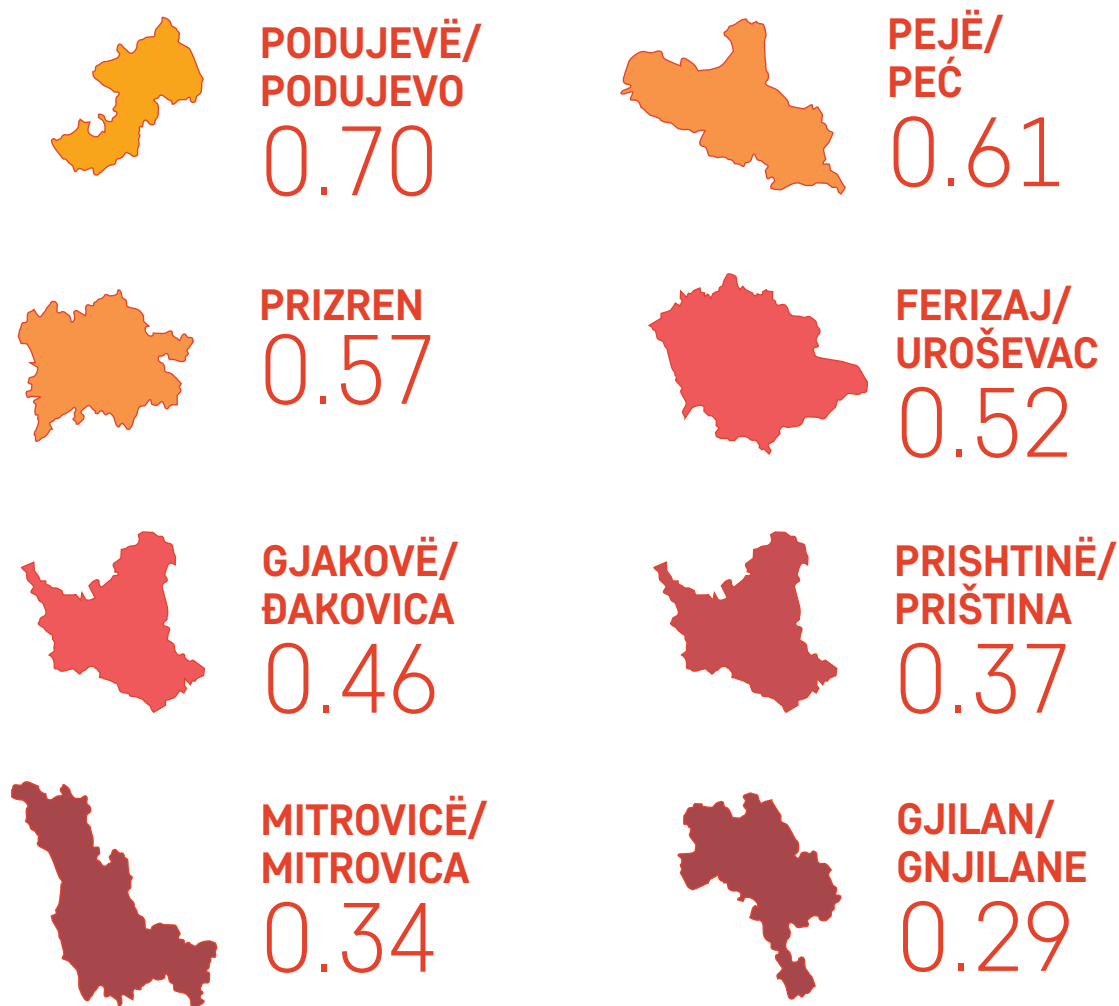 PODUJEVË/
PODUJEVO
0.70
PEJË/
PEĆ
0.61
PRIZREN
0.57
FERIZAJ/
UROŠEVAC
0.52
GJAKOVË/
ĐAKOVICA
0.46
PRISHTINË/
PRIŠTINA
0.37
MITROVICË/
MITROVICA
0.34
GJILAN/
GNJILANE
0.29